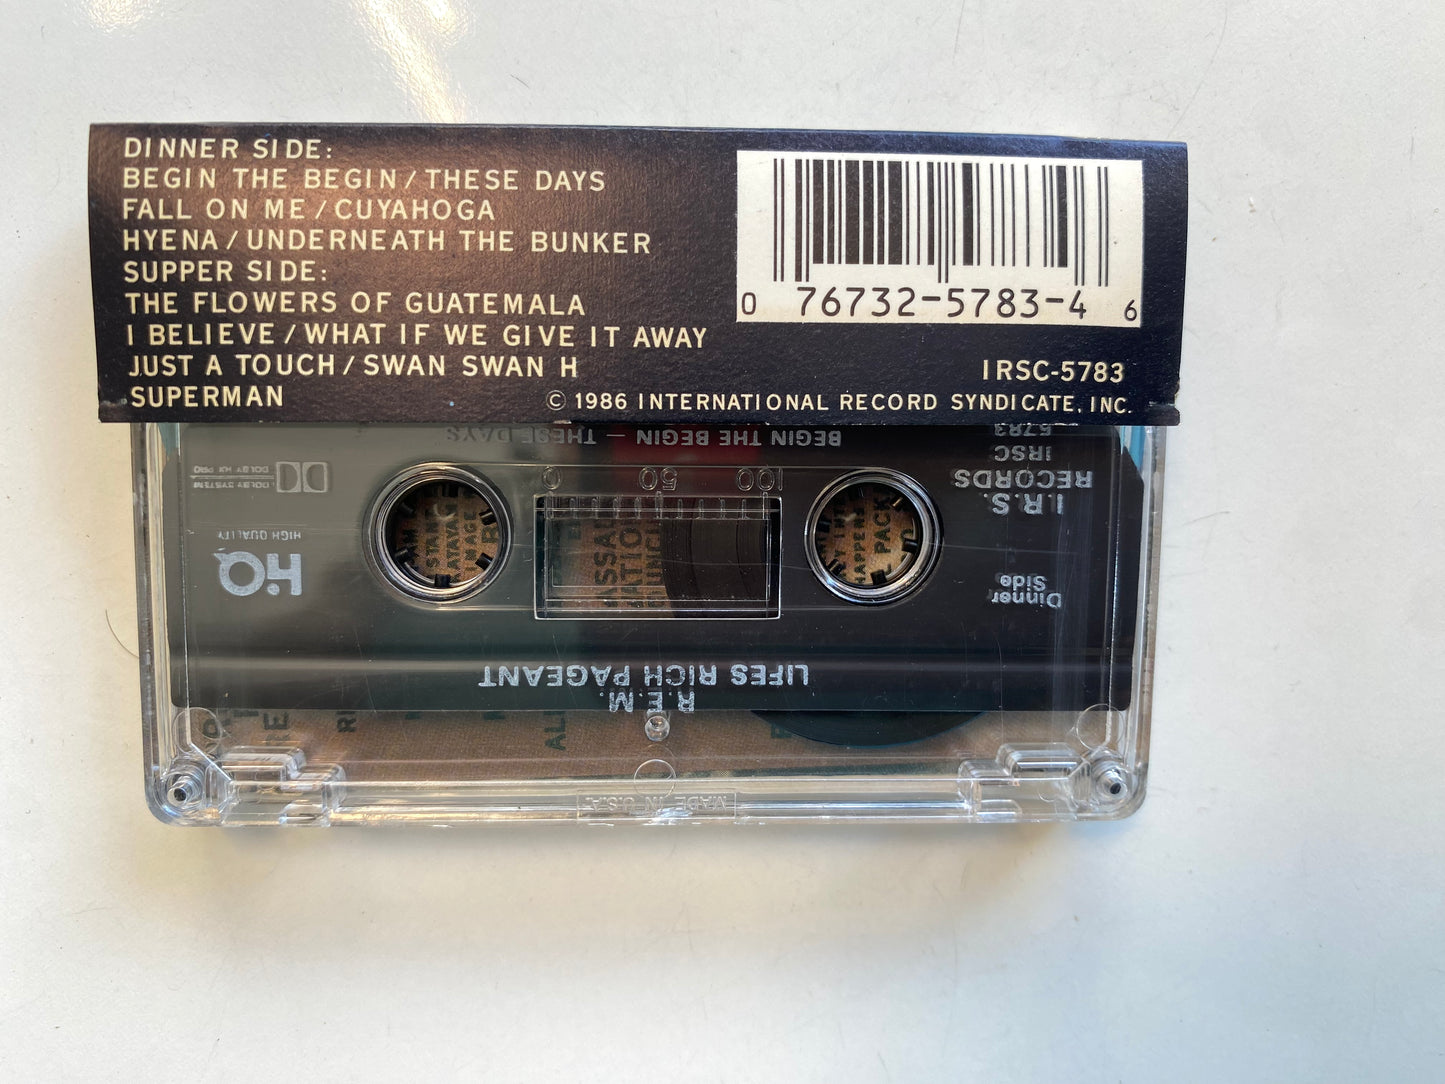 DINNER SIDE:
BEGIN THE BEGIN / THESE DAYS
FALL ON ME / CUYAHOGA
HYENA / UNDERNEATH THE BUNKER
SUPPER SIDE:
THE FLOWERS OF GUATEMALA
I BELIEVE / WHAT IF WE GIVE IT AWAY
JUST A TOUCH / SWAN SWAN H
SUPERMAN
0 76732-5783-4 6
IRSC-5783
© 1986 INTERNATIONAL RECORD SYNDICATE, INC.
R.E.M.
LIFES RICH PAGEANT
Dinner
Side
HQ
HIGH QUALITY
I.R.S.
RECORDS
IRSC
5783
DOLBY SYSTEM
DOLBY HX PRO
100 50 0
BEGIN THE BEGIN — THESE DAYS
MADE IN U.S.A.